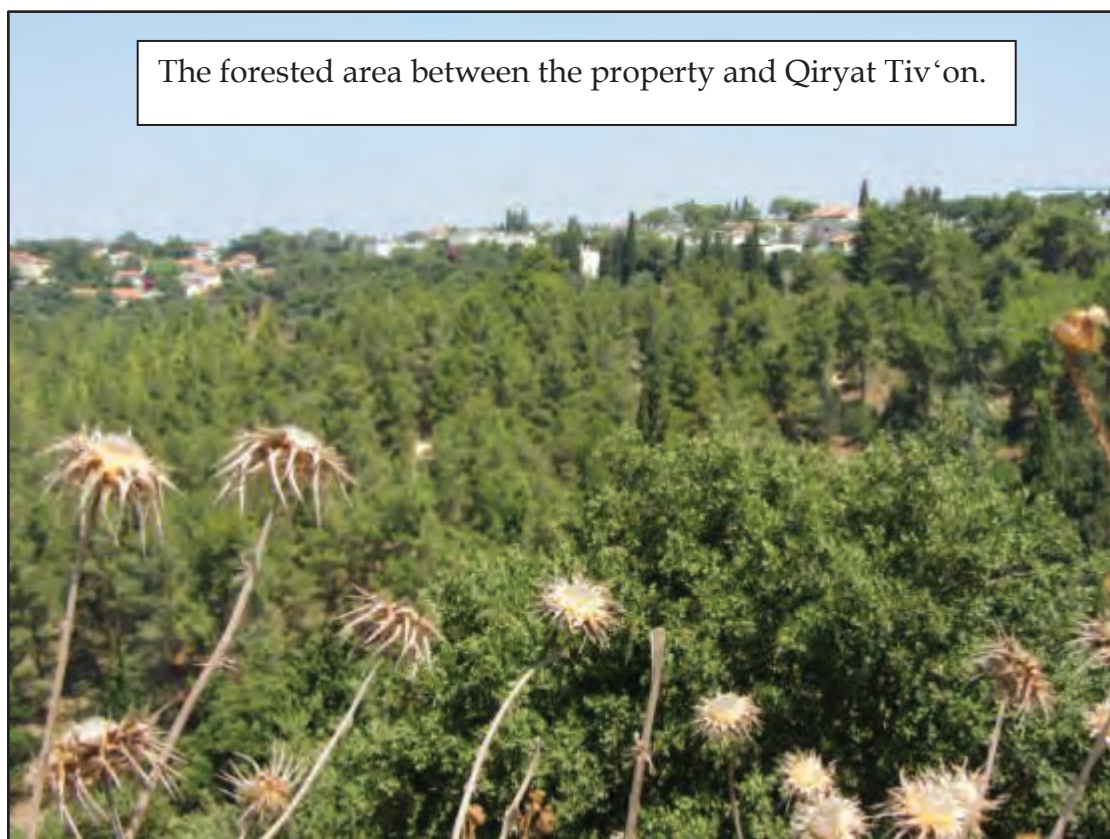 The forested area between the property and Qiryat Tiv‘on.